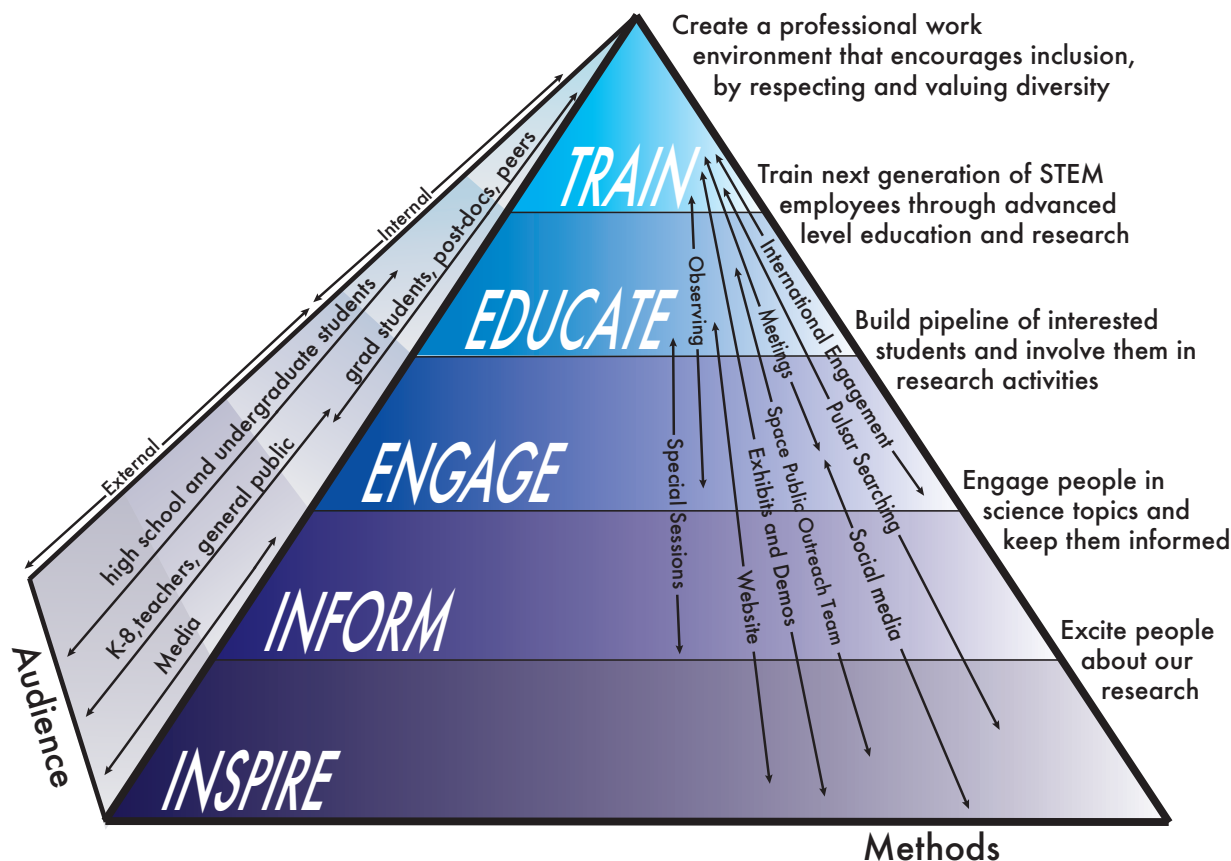 Create a professional work
environment that encourages inclusion,
by respecting and valuing diversity
TRAIN
Train next generation of STEM
employees through advanced
level education and research
EDUCATE
Build pipeline of interested
students and involve them in
research activities
ENGAGE
Engage people in
science topics and
keep them informed
INFORM
Excite people
about our
research
INSPIRE
Internal
External
grad students, post-docs, peers
high school and undergraduate students
K-8,teachers, general public
Media
Audience
Special Sessions
Observing
Website
Exhibits and Demos
Space Public Outreach Team
Meetings
Social media
Pulsar Searching
International Engagement
Methods